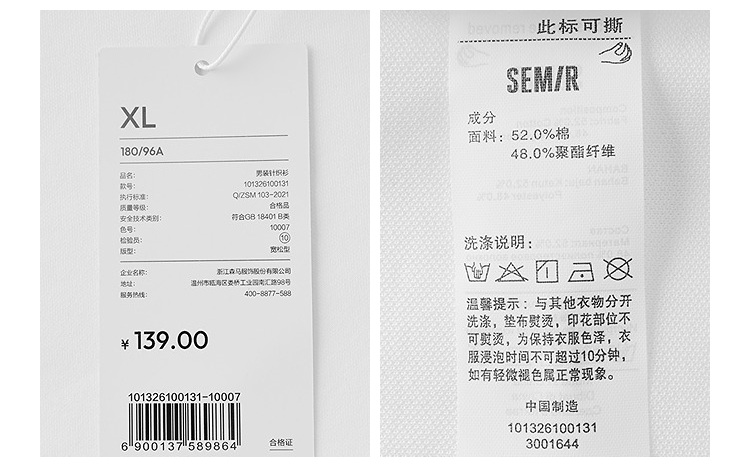 XL
180/96A
品名: 男装针织衫
款号: 101326100131
执行标准: Q/ZSM 103-2021
质量等级: 合格品
安全技术类别: 符合GB 18401 B类
色号: 10007
检验员: 10
版型: 宽松型
企业名称: 浙江森马服饰股份有限公司
地址: 温州市瓯海区娄桥工业园南汇路98号
服务热线: 400-8877-588
¥ 139.00
101326100131-10007
6 900137 589864
合格证
此标可撕
SEMIR
成分
面料: 52.0%棉
48.0%聚酯纤维
洗涤说明:
温馨提示: 与其他衣物分开
洗涤, 垫布熨烫, 印花部位不
可熨烫, 为保持衣服色泽, 衣
服浸泡时间不可超过10分钟,
如有轻微褪色属正常现象。
中国制造
101326100131
3001644